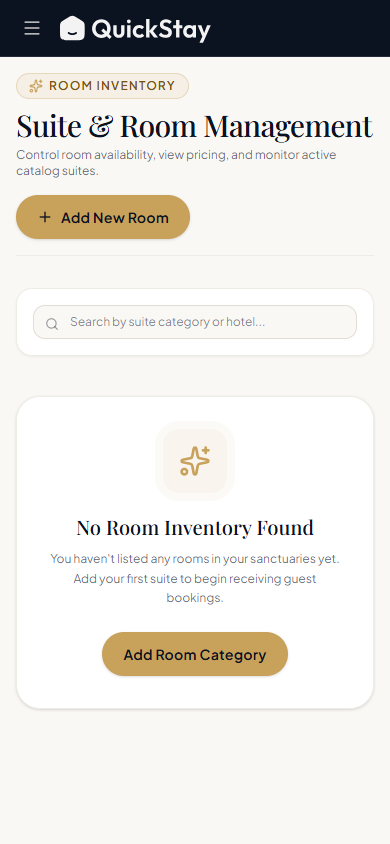 QuickStay
ROOM INVENTORY
Suite & Room Management
Control room availability, view pricing, and monitor active
catalog suites.
Add New Room
Search by suite category or hotel...
No Room Inventory Found
You haven't listed any rooms in your sanctuaries yet.
Add your first suite to begin receiving guest
bookings.
Add Room Category